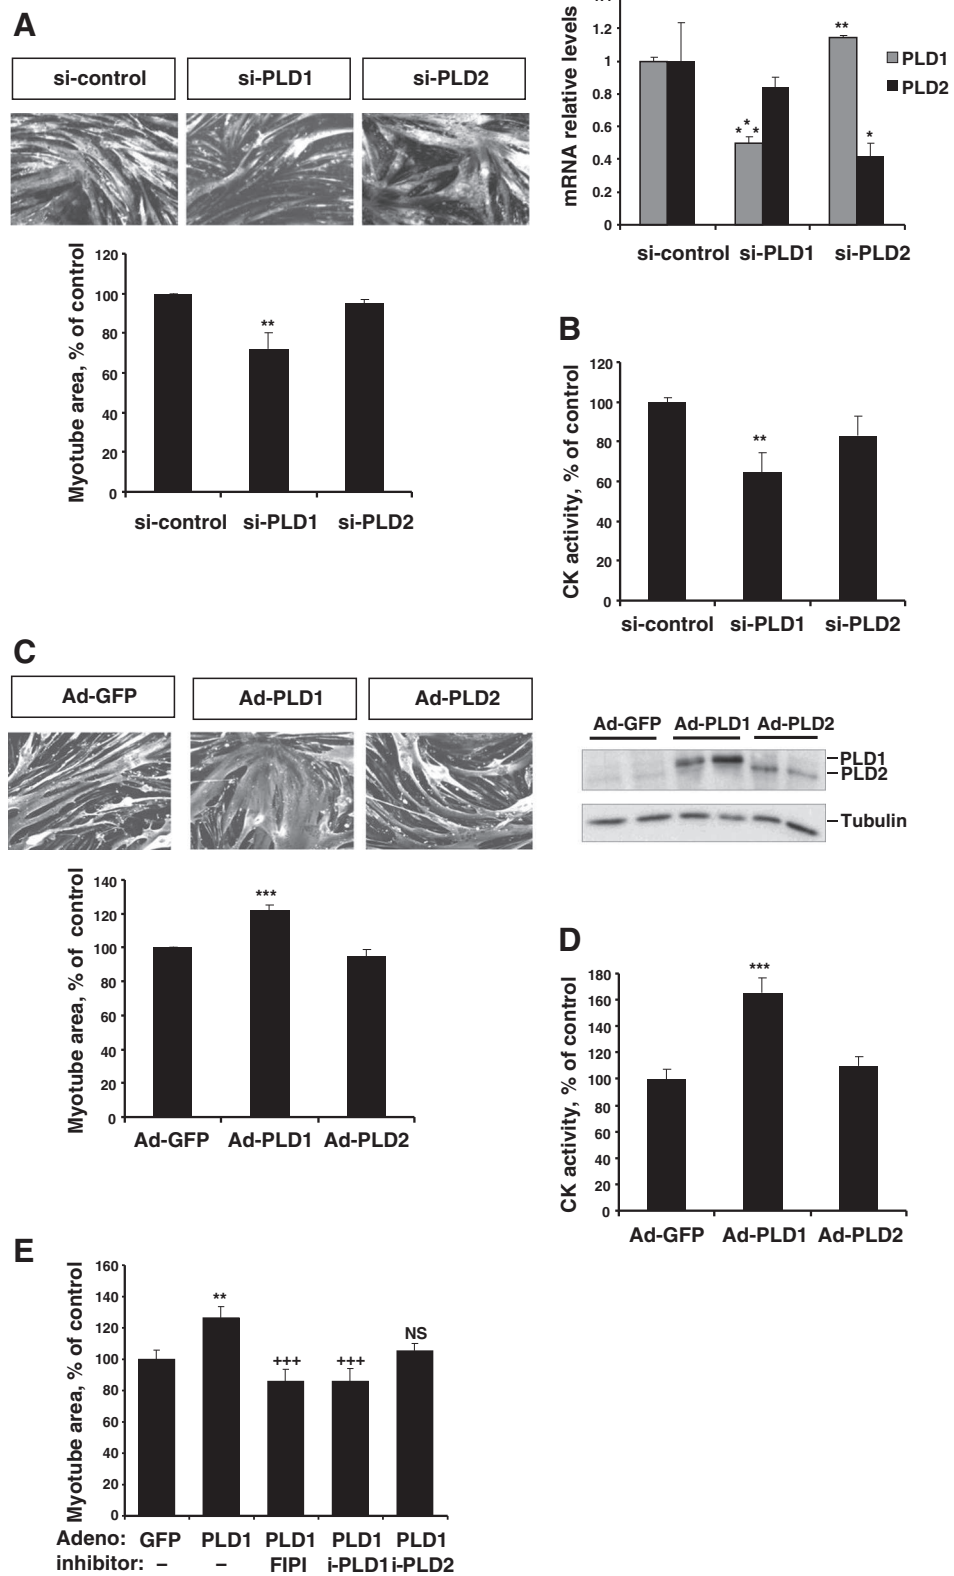 A
si-control si-PLD1 si-PLD2
120
100
80
60
40
20
0
Myotube area, % of control
**
si-control si-PLD1 si-PLD2
1.2
1
0.8
0.6
0.4
0.2
0
mRNA relative levels
***
**
*
PLD1
PLD2
si-control si-PLD1 si-PLD2
B
120
100
80
60
40
20
0
CK activity, % of control
**
si-control si-PLD1 si-PLD2
C
Ad-GFP Ad-PLD1 Ad-PLD2
Ad-GFP Ad-PLD1 Ad-PLD2
PLD1
PLD2
Tubulin
140
120
100
80
60
40
20
0
Myotube area, % of control
***
Ad-GFP Ad-PLD1 Ad-PLD2
D
180
160
140
120
100
80
60
40
20
0
CK activity, % of control
***
Ad-GFP Ad-PLD1 Ad-PLD2
E
160
140
120
100
80
60
40
20
0
Myotube area, % of control
**
+++
+++
NS
Adeno: GFP PLD1 PLD1 PLD1 PLD1
inhibitor: – – FIPI i-PLD1 i-PLD2